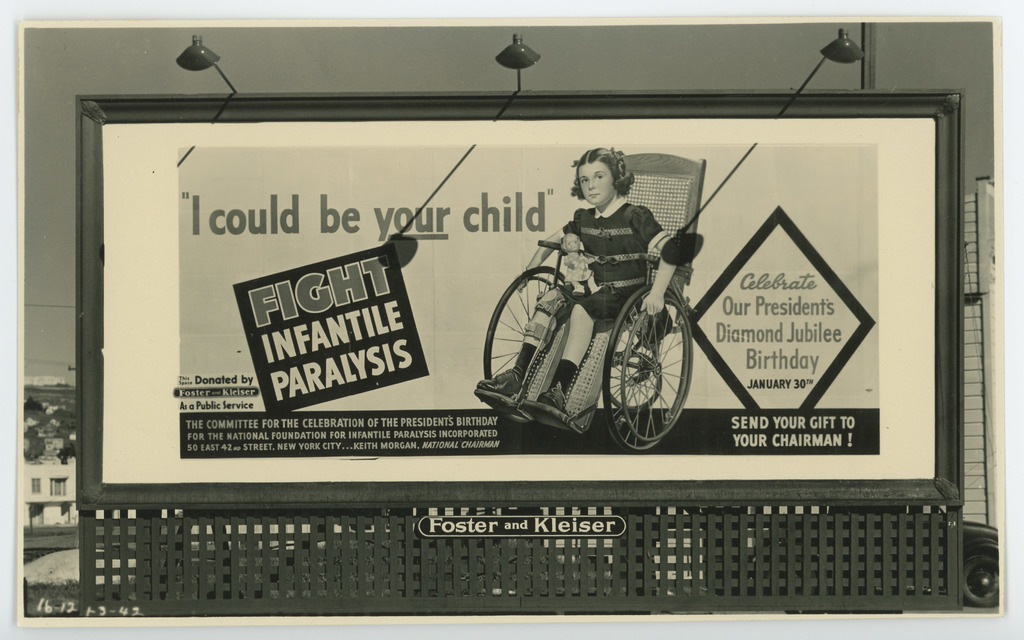 "I could be your child"
FIGHT
INFANTILE
PARALYSIS
This Space Donated by
Foster and Kleiser
As a Public Service
THE COMMITTEE FOR THE CELEBRATION OF THE PRESIDENT'S BIRTHDAY
FOR THE NATIONAL FOUNDATION FOR INFANTILE PARALYSIS INCORPORATED
50 EAST 42ND STREET, NEW YORK CITY...KEITH MORGAN, NATIONAL CHAIRMAN
Celebrate
Our President's
Diamond Jubilee
Birthday
JANUARY 30TH
SEND YOUR GIFT TO
YOUR CHAIRMAN!
Foster and Kleiser
16-12 1-3-42